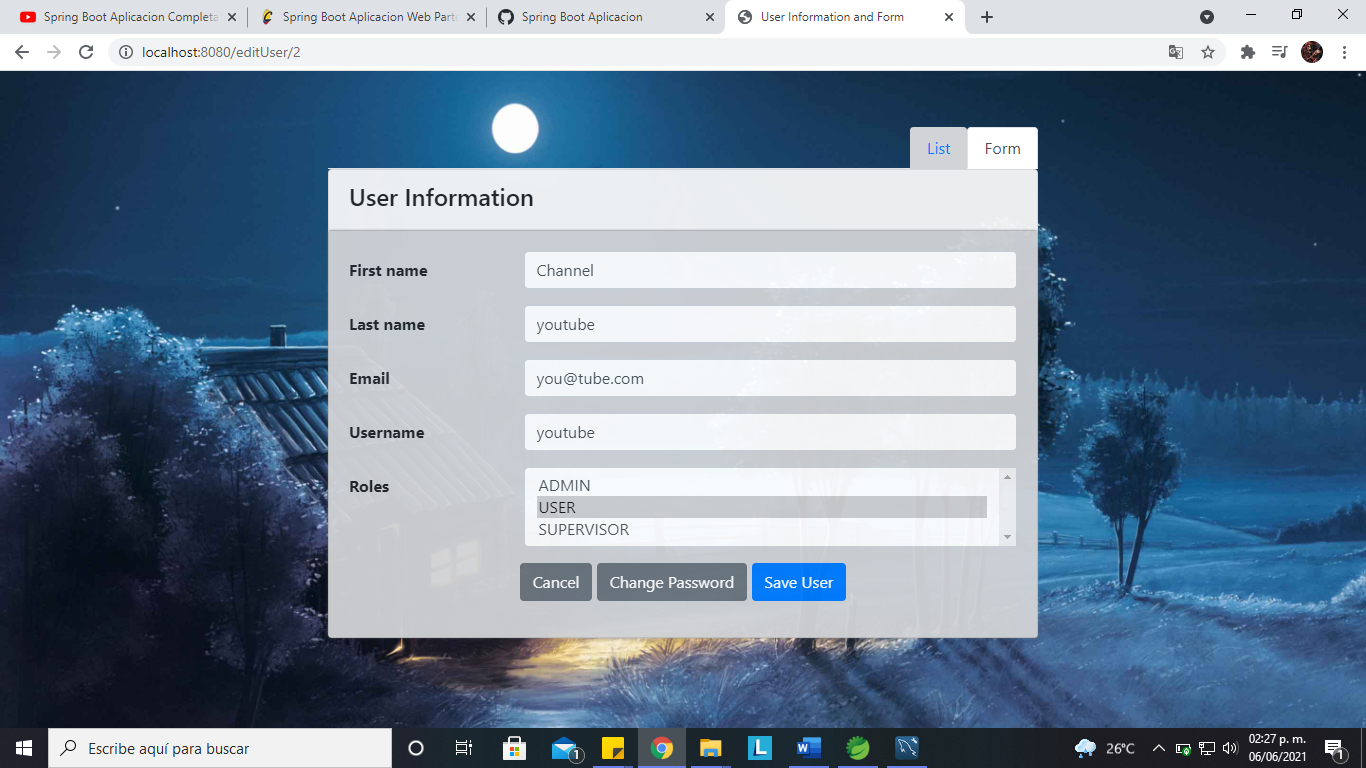 Spring Boot Aplicacion Completa
Spring Boot Aplicacion Web Parte
Spring Boot Aplicacion
User Information and Form
localhost:8080/editUser/2
List
Form
User Information
First name
Channel
Last name
youtube
Email
you@tube.com
Username
youtube
Roles
ADMIN
USER
SUPERVISOR
Cancel
Change Password
Save User
Escribe aquí para buscar
1
L
W
26°C
02:27 p. m.
06/06/2021
1